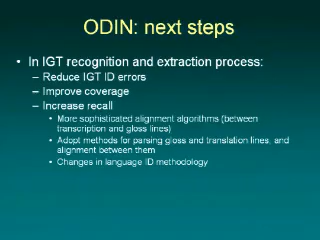 ODIN: next steps
• In IGT recognition and extraction process:
– Reduce IGT ID errors
– Improve coverage
– Increase recall
• More sophisticated alignment algorithms (between
transcription and gloss lines)
• Adopt methods for parsing gloss and translation lines, and
alignment between them
• Changes in language ID methodology